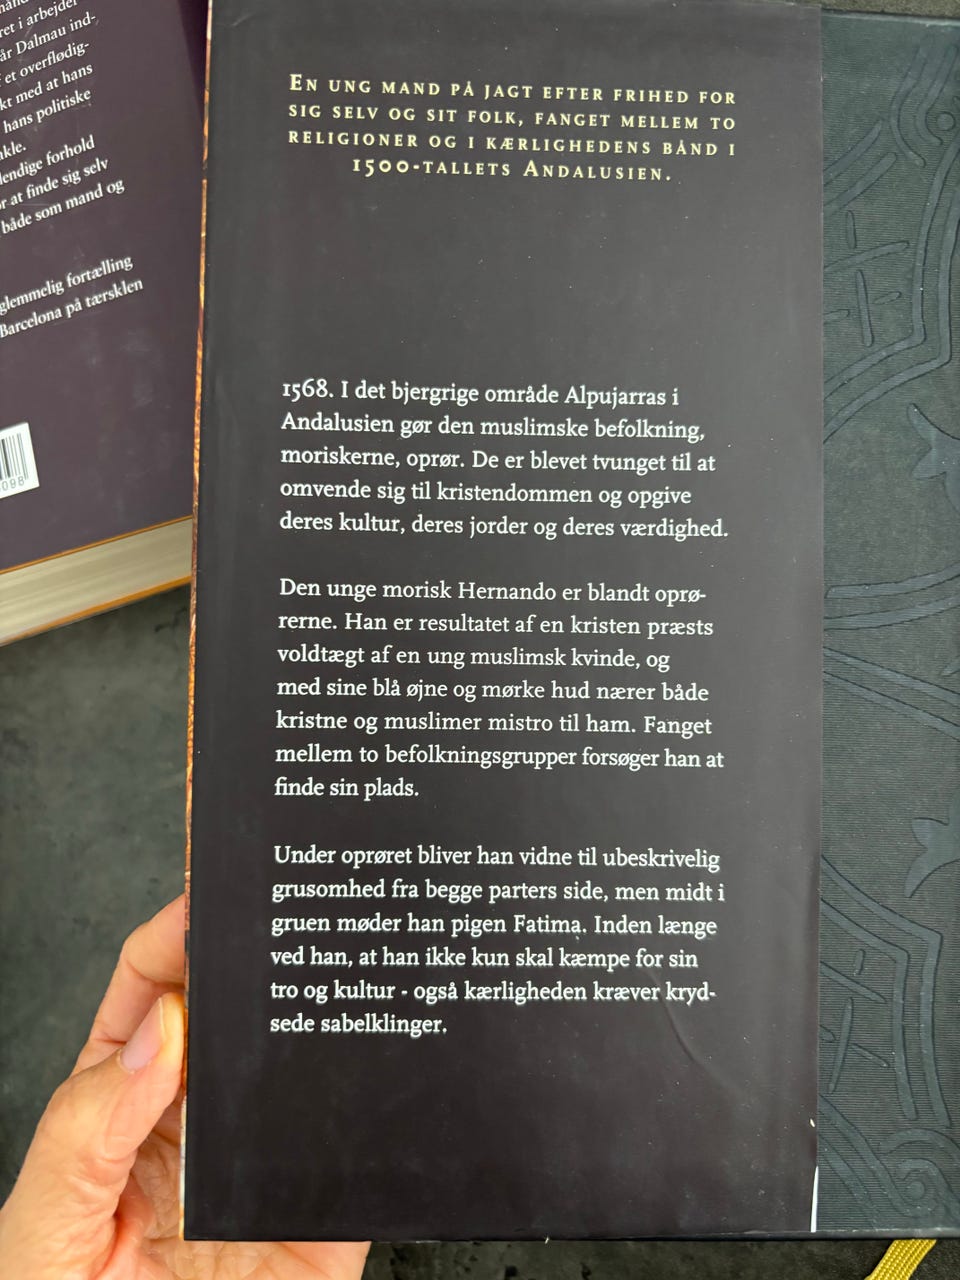 ret i arbejdet
år Dalmau ind-
et overflødig-
kt med at hans
hans politiske
kle.
endige forhold
r at finde sig selv
både som mand og
glemmelig fortælling
Barcelona på tærsklen
098
EN UNG MAND PÅ JAGT EFTER FRIHED FOR
SIG SELV OG SIT FOLK, FANGET MELLEM TO
RELIGIONER OG I KÆRLIGHEDENS BÅND I
1500-TALLETS ANDALUSIEN.
1568. I det bjergrige område Alpujarras i
Andalusien gør den muslimske befolkning,
moriskerne, oprør. De er blevet tvunget til at
omvende sig til kristendommen og opgive
deres kultur, deres jorder og deres værdighed.
Den unge morisk Hernando er blandt oprø-
rerne. Han er resultatet af en kristen præsts
voldtægt af en ung muslimsk kvinde, og
med sine blå øjne og mørke hud nærer både
kristne og muslimer mistro til ham. Fanget
mellem to befolkningsgrupper forsøger han at
finde sin plads.
Under oprøret bliver han vidne til ubeskrivelig
grusomhed fra begge parters side, men midt i
gruen møder han pigen Fatima. Inden længe
ved han, at han ikke kun skal kæmpe for sin
tro og kultur - også kærligheden kræver kryd-
sede sabelklinger.